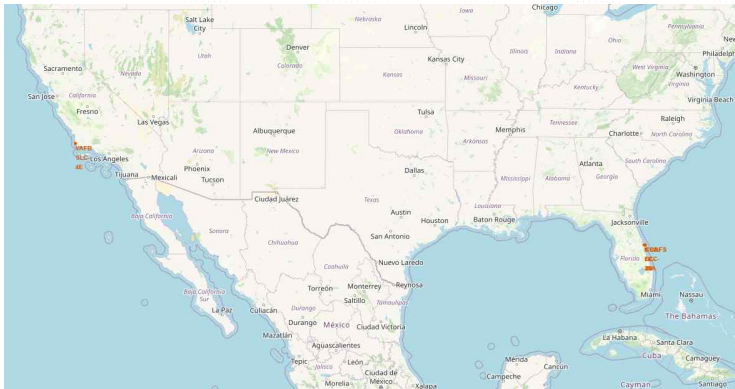 Chicago
Iowa
Salt Lake
City
Nebraska
Lincoln
Pennsylvania
Ohio
Denver
Illinois
Indiana
Utah
Kansas City
Philadelph
Sacramento
Nevada
Colorado
Kansas
Missouri
West Virginia
Washington
San Jose
California
Kentucky
Virginia
Virginia Beach
Fresno
Las Vegas
Tulsa
Raleigh
Albuquerque
Oklahoma
Tennessee
Memphis
Charlotte
North Carolina
VAFB
SLC-
4E
Los Angeles
Arizona
New Mexico
Arkansas
Atlanta
South Carolina
Phoenix
Dallas
Tijuana
Mexicali
Tucson
Mississippi
Alabama
Georgia
Ciudad Juárez
Texas
Louisiana
Baja California
Austin
Houston
Baton Rouge
Jacksonville
Sonora
San Antonio
Chihuahua
Florida
Coahuila
Nuevo Laredo
Baja California
Sur
Torreón
Monterrey
Reynosa
Miami
Nassau
La Paz
Culiacán
Durango
Saltillo
Tamaulipas
The Bahamas
Durango
México
Ciudad Victoria
Mazatlán
La Habana
Santa Clara
Aguascalientes
Cuba
Tepic
León
Mérida
Cancun
Camaguey
Jalisco
Ciudad de
México
Campeche
Morelia
Xalapa
Cayman
Santiago